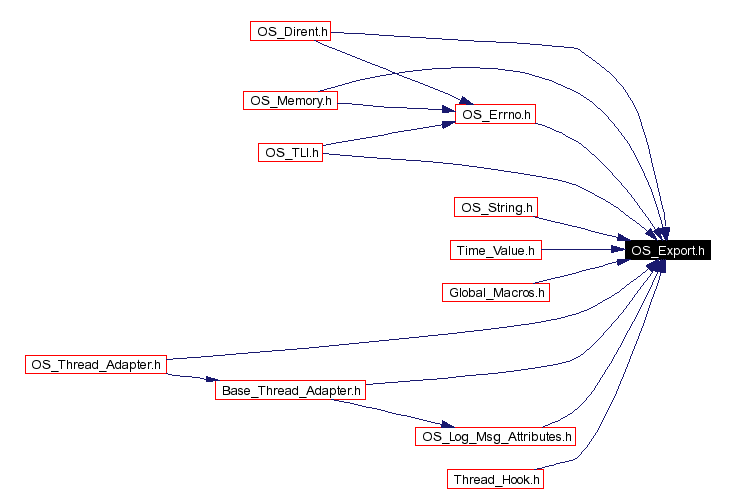 OS_Dirent.h
OS_Memory.h
OS_Errno.h
OS_TLI.h
OS_String.h
OS_Export.h
Time_Value.h
Global_Macros.h
OS_Thread_Adapter.h
Base_Thread_Adapter.h
OS_Log_Msg_Attributes.h
Thread_Hook.h